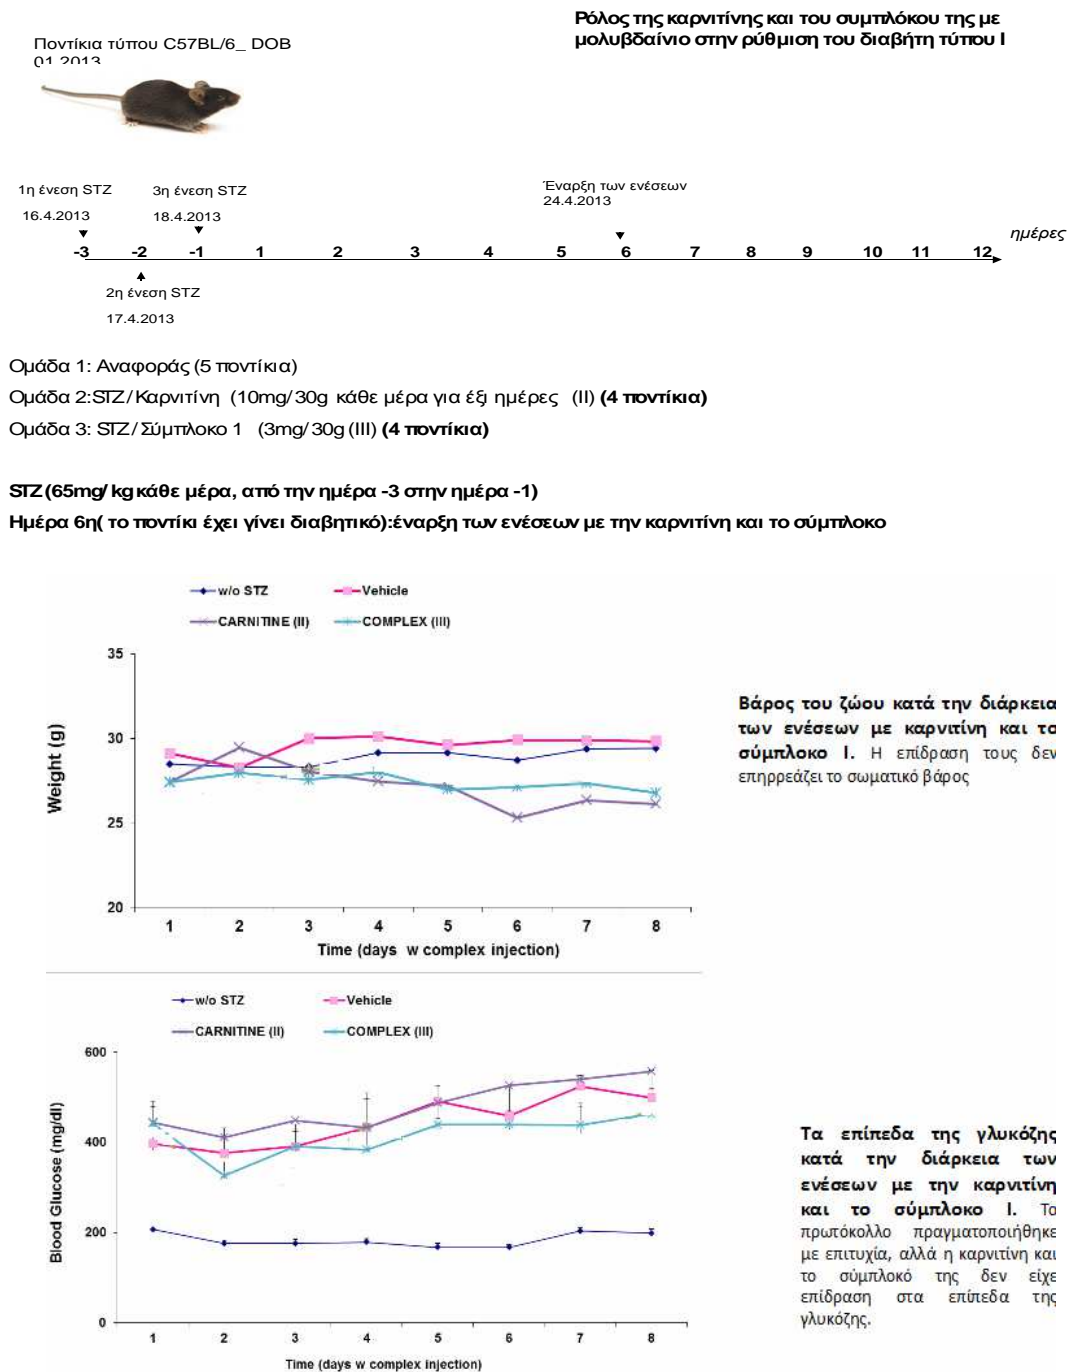 Ρόλος της καρνιτίνης και του συμπλόκου της με
μολυβδαίνιο στην ρύθμιση του διαβήτη τύπου Ι
Ποντίκια τύπου C57BL/6_ DOB
01.2013
1η ένεση STZ
16.4.2013
3η ένεση STZ
18.4.2013
Έναρξη των ενέσεων
24.4.2013
ημέρες
-3 -2 -1 1 2 3 4 5 6 7 8 9 10 11 12
2η ένεση STZ
17.4.2013
Ομάδα 1: Αναφοράς (5 ποντίκια)
Ομάδα 2:STZ/Καρνιτίνη (10mg/30g κάθε μέρα για έξι ημέρες (II) (4 ποντίκια)
Ομάδα 3: STZ/Σύμπλοκο 1 (3mg/30g (III) (4 ποντίκια)
STZ (65mg/kg κάθε μέρα, από την ημέρα -3 στην ημέρα -1)
Ημέρα 6η( το ποντίκι έχει γίνει διαβητικό):έναρξη των ενέσεων με την καρνιτίνη και το σύμπλοκο
w/o STZ Vehicle
CARNITINE (II) COMPLEX (III)
35
30
25
20
Weight (g)
1 2 3 4 5 6 7 8
Time (days w complex injection)
Βάρος του ζώου κατά την διάρκεια
των ενέσεων με καρνιτίνη και το
σύμπλοκο Ι. Η επίδραση τους δεν
επηρρεάζει το σωματικό βάρος
w/o STZ Vehicle
CARNITINE (II) COMPLEX (III)
600
400
200
0
Blood Glucose (mg/dl)
1 2 3 4 5 6 7 8
Time (days w complex injection)
Τα επίπεδα της γλυκόζης
κατά την διάρκεια των
ενέσεων με την καρνιτίνη
και το σύμπλοκο Ι. Το
πρωτόκολλο πραγματοποιήθηκε
με επιτυχία, αλλά η καρνιτίνη και
το σύμπλοκό της δεν είχε
επίδραση στα επίπεδα της
γλυκόζης.